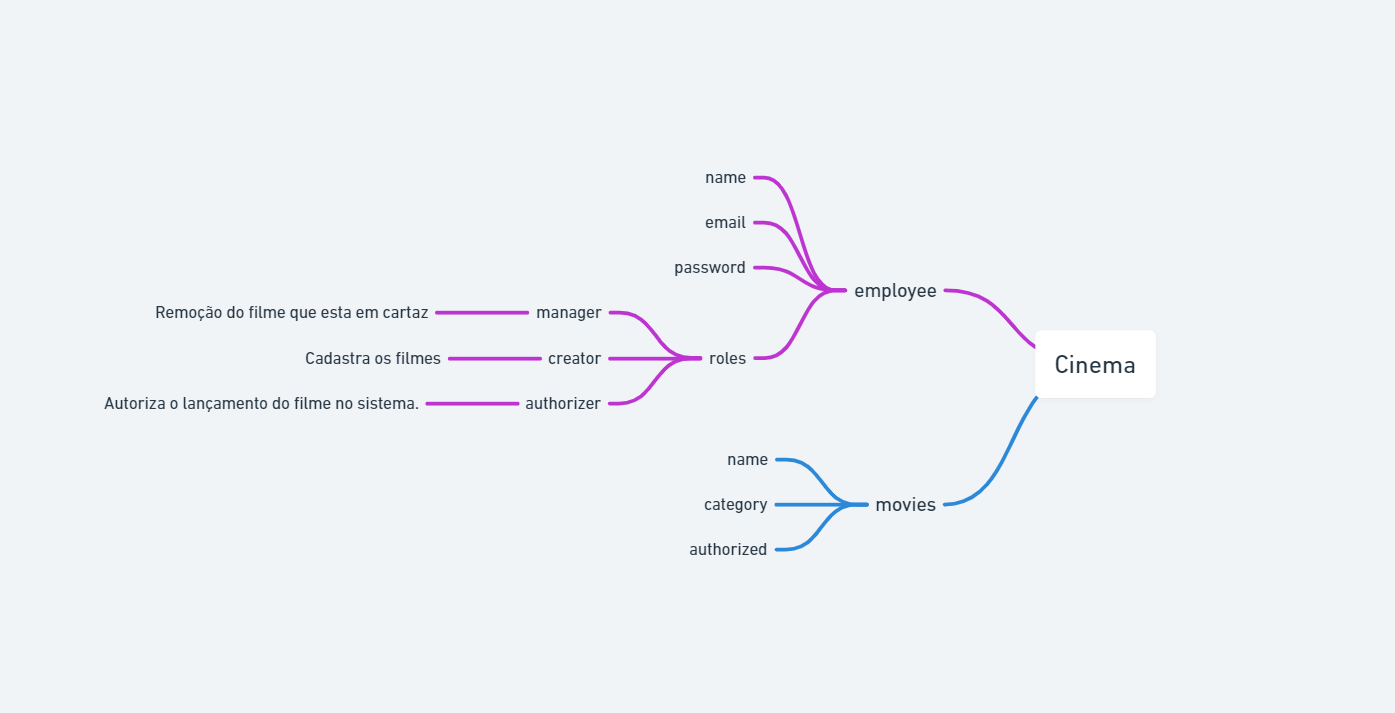 name
email
password
employee
Remoção do filme que esta em cartaz
manager
Cadastra os filmes
creator
roles
Cinema
Autoriza o lançamento do filme no sistema.
authorizer
name
category
movies
authorized